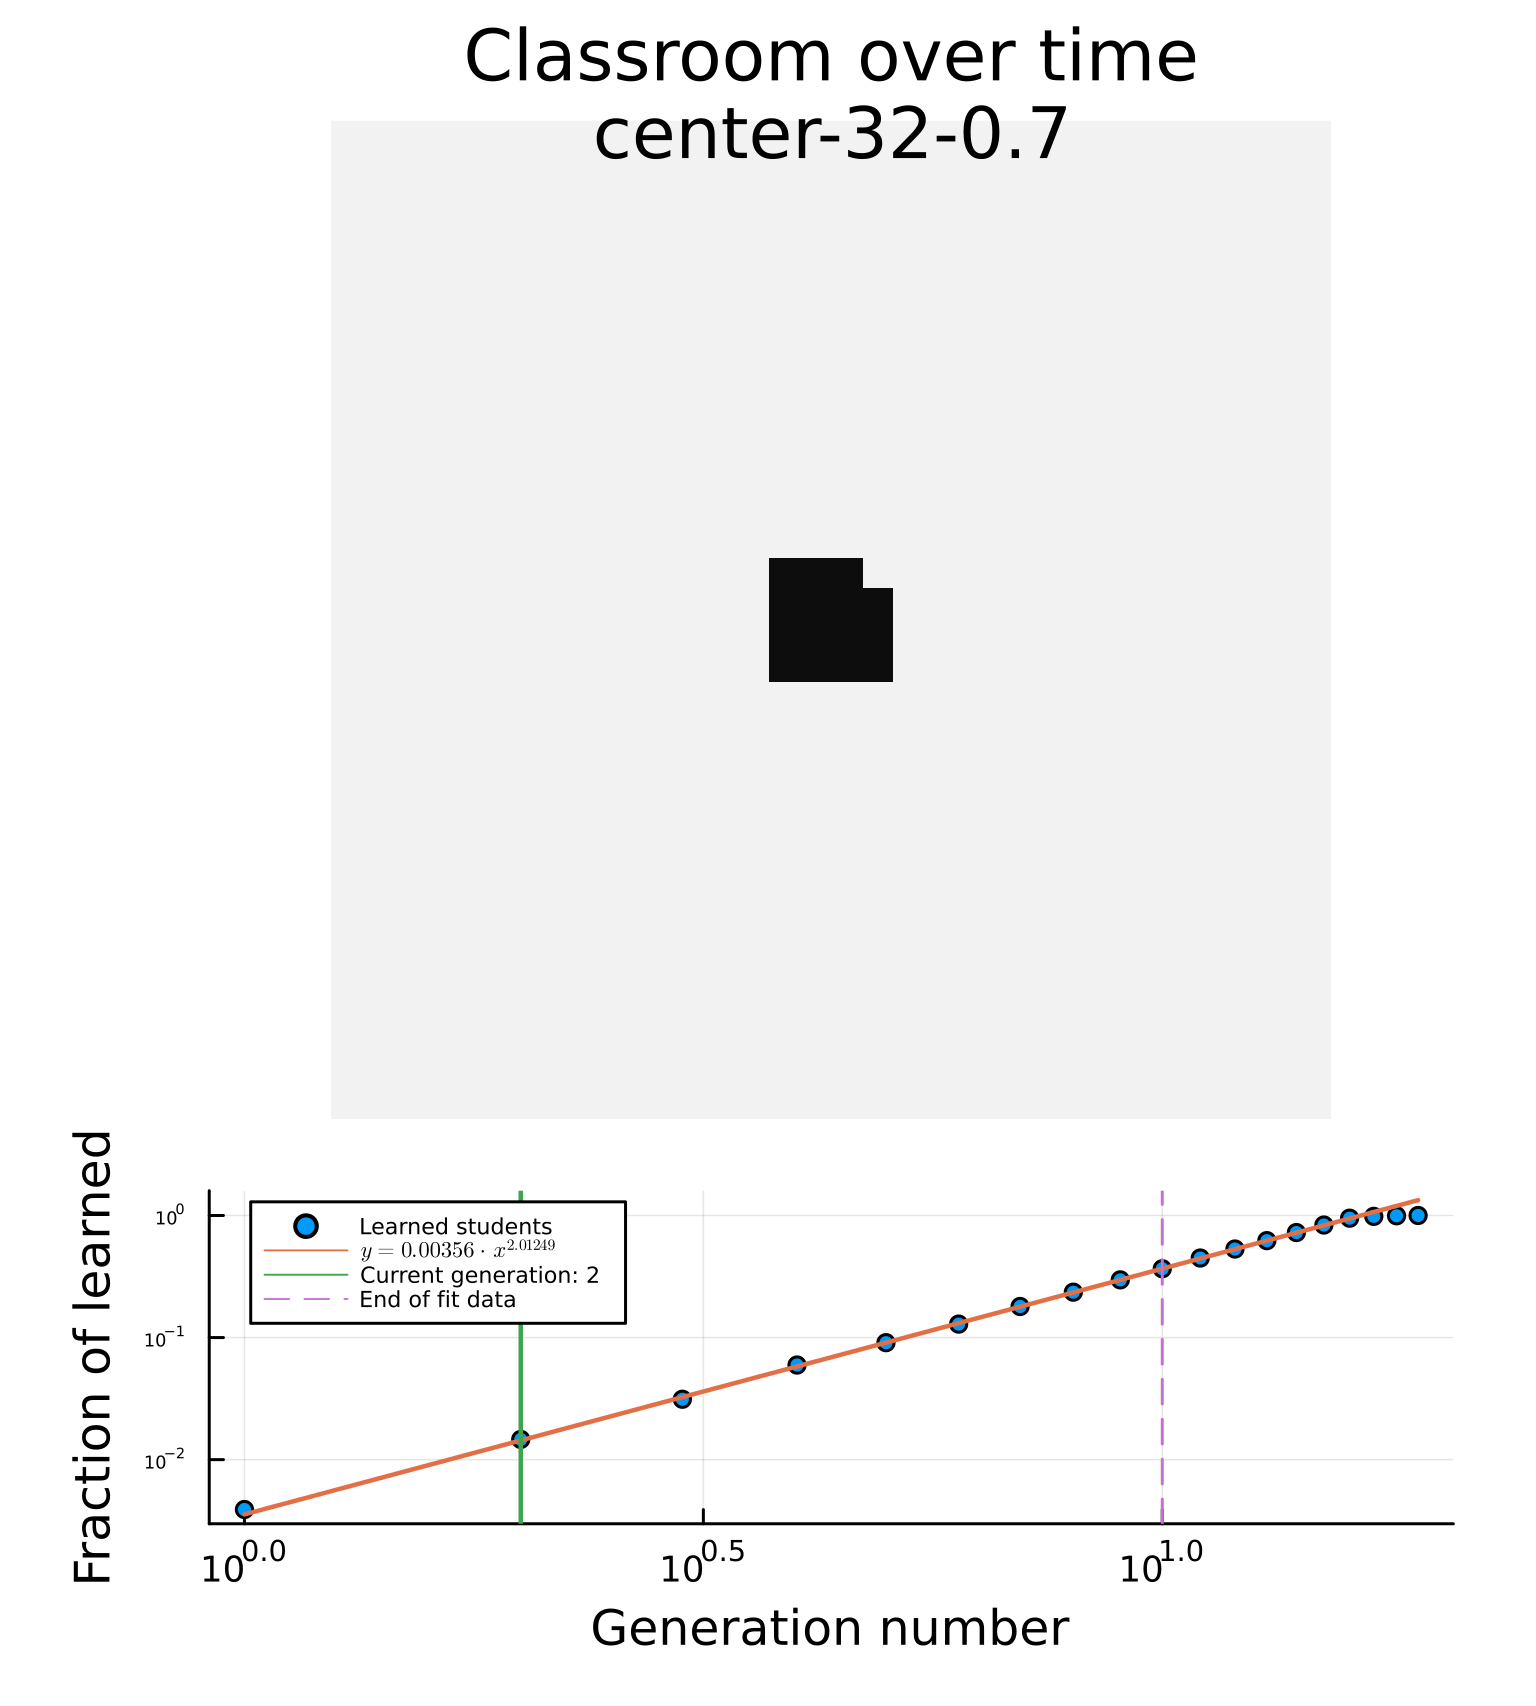 Classroom over time
center-32-0.7
Fraction of learned
10⁰
10⁻¹
10⁻²
Learned students
y = 0.00356 · x^2.01249
Current generation: 2
End of fit data
10^0.0 10^0.5 10^1.0
Generation number